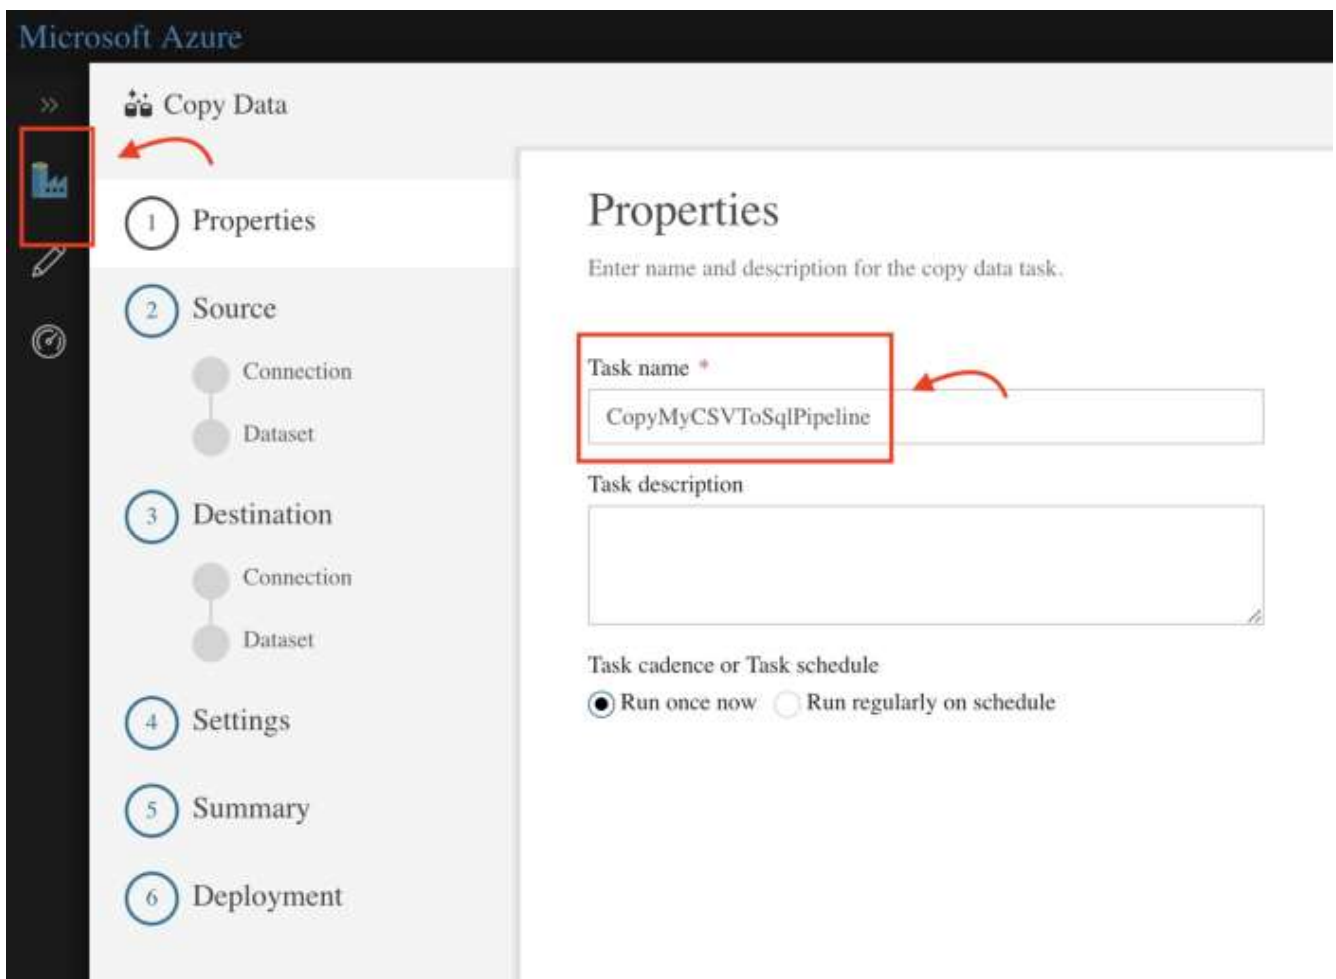 Microsoft Azure
»
Copy Data
1 Properties
2 Source
Connection
Dataset
3 Destination
Connection
Dataset
4 Settings
5 Summary
6 Deployment
Properties
Enter name and description for the copy data task.
Task name *
CopyMyCSVToSqlPipeline
Task description
Task cadence or Task schedule
Run once now Run regularly on schedule